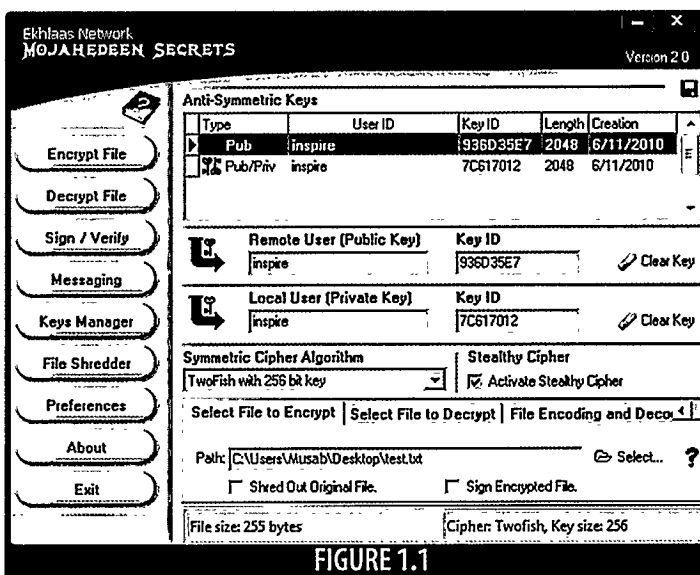 Ekhlaas Network
MOJAHEDEEN SECRETS
Version 2.0
Encrypt File
Decrypt File
Sign / Verify
Messaging
Keys Manager
File Shredder
Preferences
About
Exit
Anti-Symmetric Keys
Type User ID Key ID Length Creation
Pub inspire 936D35E7 2048 6/11/2010
Pub/Priv inspire 7C617012 2048 6/11/2010
Remote User (Public Key) Key ID
inspire 936D35E7 Clear Key
Local User (Private Key) Key ID
inspire 7C617012 Clear Key
Symmetric Cipher Algorithm Stealthy Cipher
TwoFish with 256 bit key Activate Stealthy Cipher
Select File to Encrypt Select File to Decrypt File Encoding and Deco
Path: C:\Users\Musab\Desktop\test.txt Select... ?
Shred Out Original File. Sign Encrypted File.
File size: 255 bytes Cipher: Twofish, Key size: 256
FIGURE 1.1